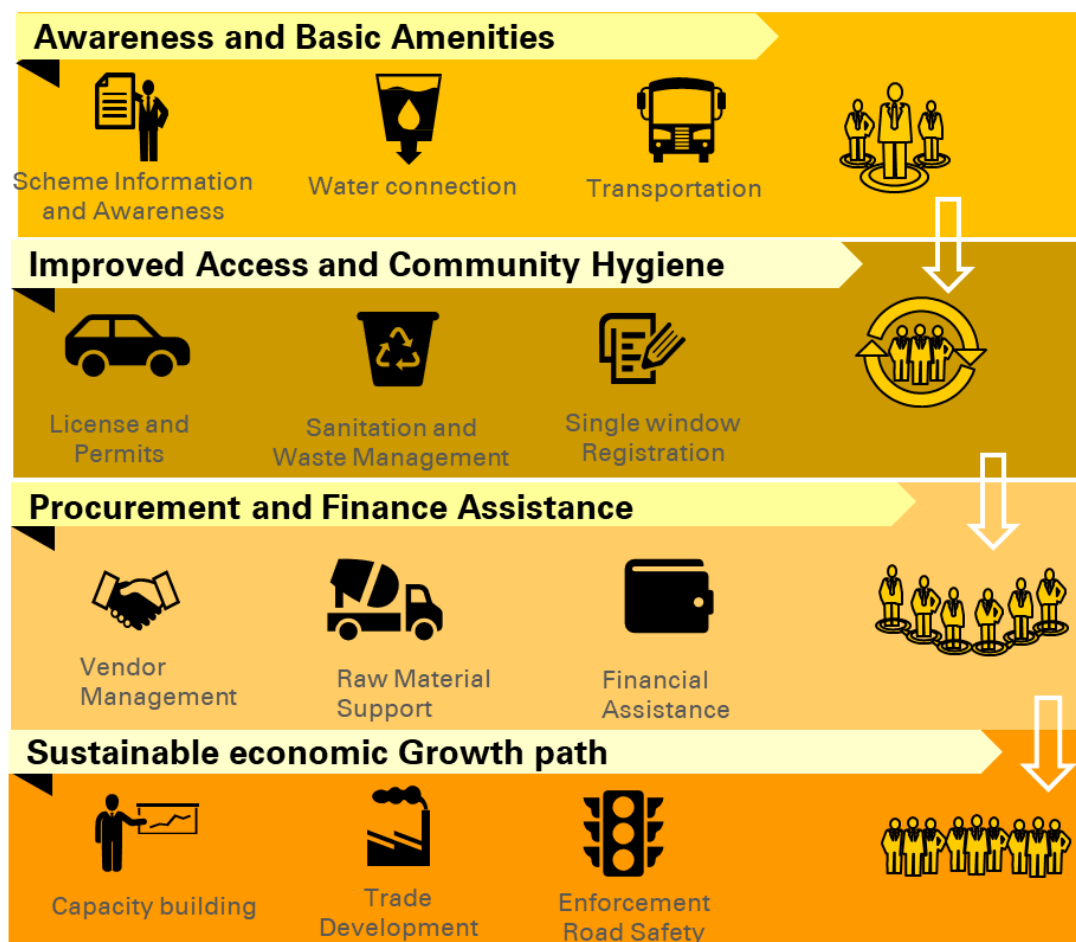 Awareness and Basic Amenities
Scheme Information
and Awareness
Water connection
Transportation
Improved Access and Community Hygiene
License and
Permits
Sanitation and
Waste Management
Single window
Registration
Procurement and Finance Assistance
Vendor
Management
Raw Material
Support
Financial
Assistance
Sustainable economic Growth path
Capacity building
Trade
Development
Enforcement
Road Safety